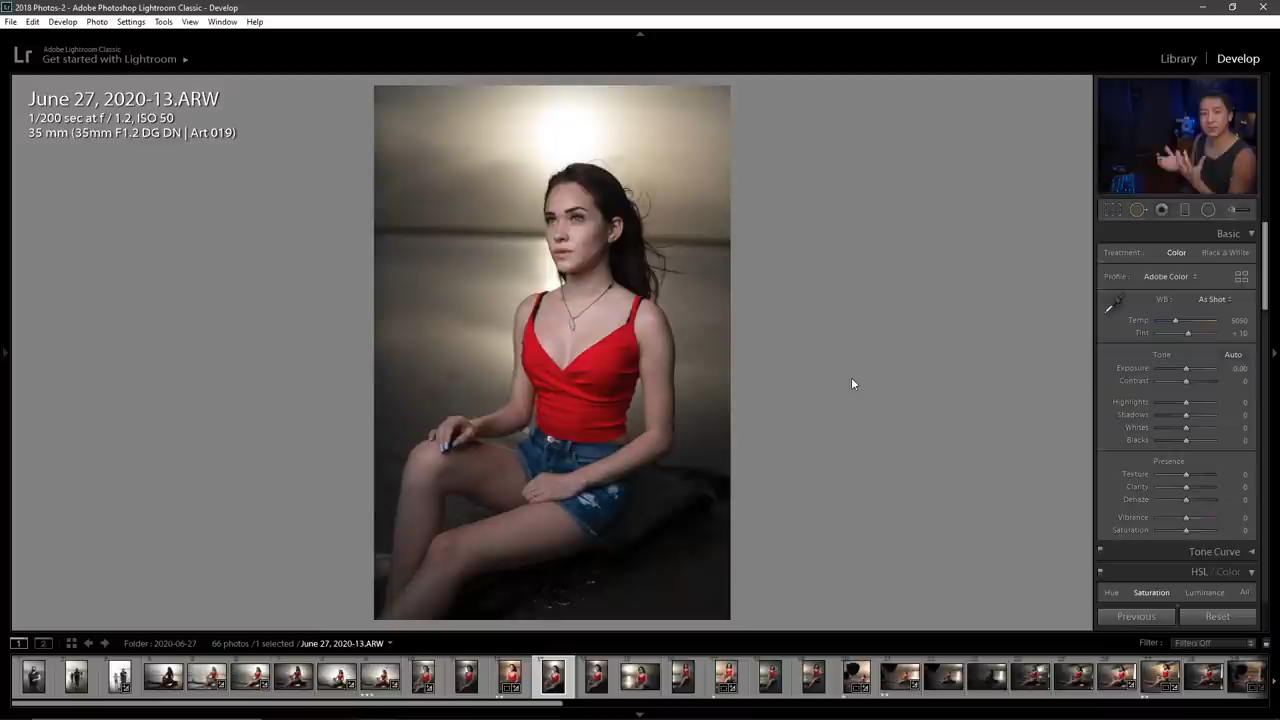 2018 Photos-2 - Adobe Photoshop Lightroom Classic - Develop
File Edit Develop Photo Settings Tools View Window Help
Lr
Adobe Lightroom Classic
Get started with Lightroom
Library | Develop
June 27, 2020-13.ARW
1/200 sec at f / 1.2, ISO 50
35 mm (35mm F1.2 DG DN | Art 019)
Basic
Treatment: Color Black & White
Profile: Adobe Color
WB: As Shot
Temp 5050
Tint + 10
Tone Auto
Exposure 0.00
Contrast 0
Highlights 0
Shadows 0
Whites 0
Blacks 0
Presence
Texture 0
Clarity 0
Dehaze 0
Vibrance 0
Saturation 0
Tone Curve
HSL / Color
Hue Saturation Luminance All
Previous Reset
1 2 Folder: 2020-06-27 66 photos / 1 selected / June 27, 2020-13.ARW Filter: Filters Off